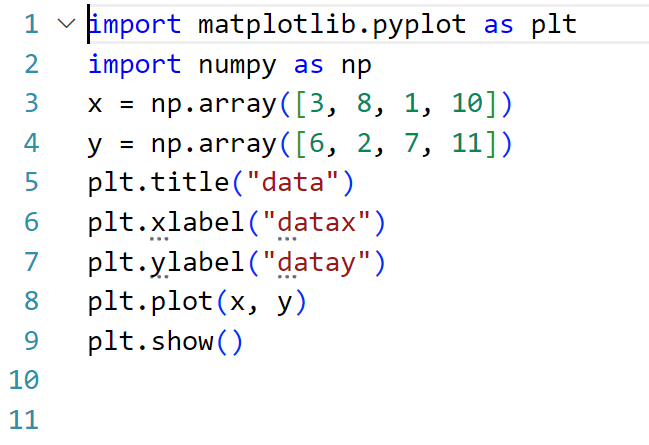 1 import matplotlib.pyplot as plt
2 import numpy as np
3 x = np.array([3, 8, 1, 10])
4 y = np.array([6, 2, 7, 11])
5 plt.title("data")
6 plt.xlabel("datax")
7 plt.ylabel("datay")
8 plt.plot(x, y)
9 plt.show()
10
11